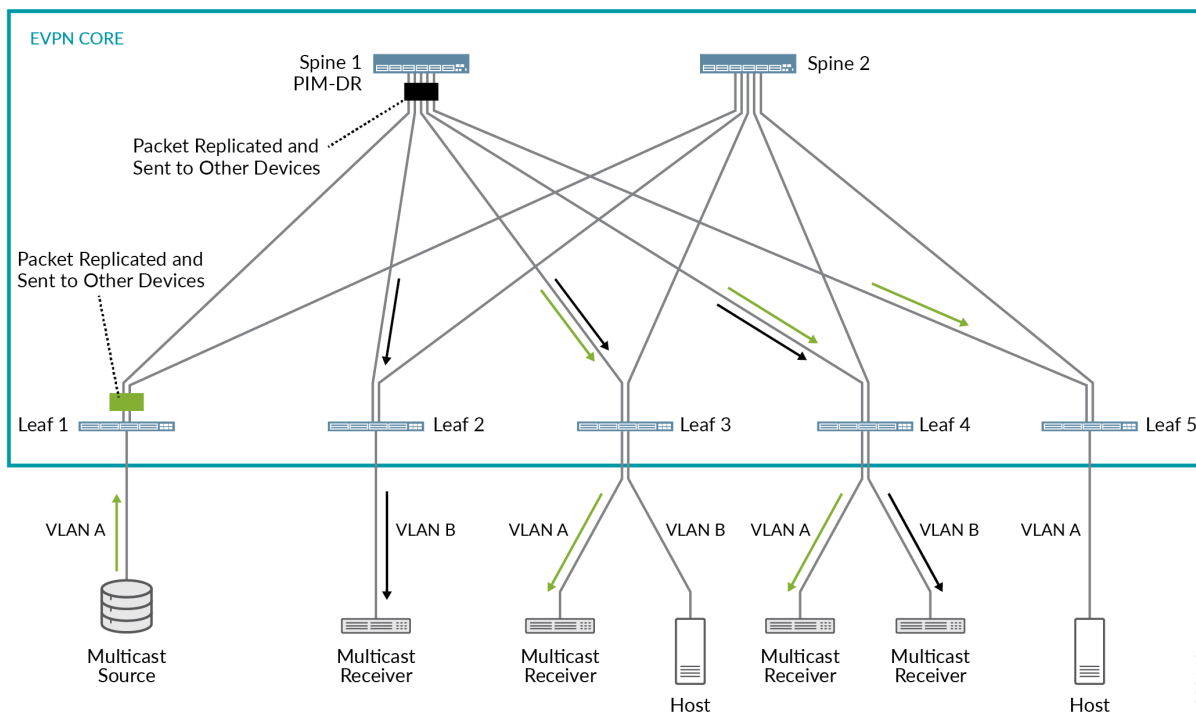 EVPN CORE
Spine 1
PIM-DR
Spine 2
Packet Replicated and
Sent to Other Devices
Packet Replicated and
Sent to Other Devices
Leaf 1
Leaf 2
Leaf 3
Leaf 4
Leaf 5
VLAN A
VLAN B
VLAN A
VLAN B
VLAN A
VLAN B
VLAN A
Multicast
Source
Multicast
Receiver
Multicast
Receiver
Host
Multicast
Receiver
Multicast
Receiver
Host